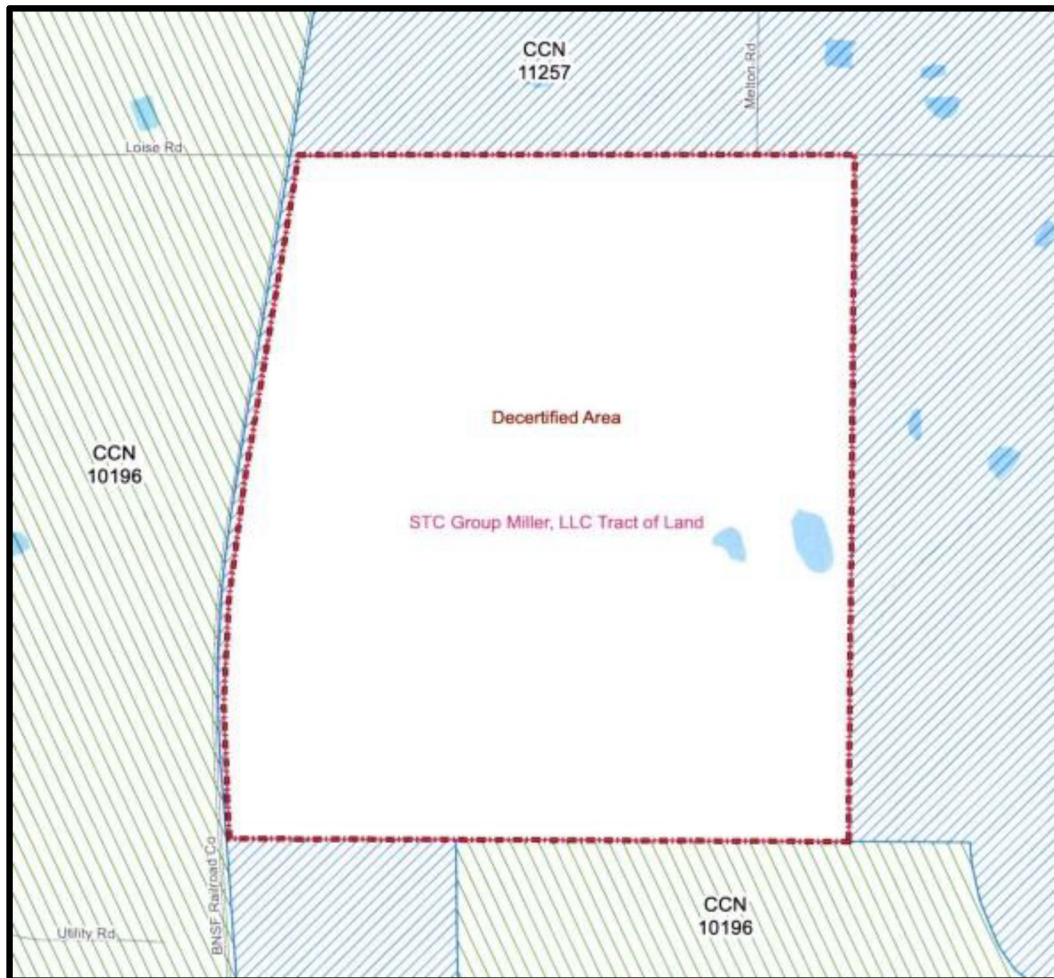 CCN
11257
Melton Rd
Loise Rd
Decertified Area
CCN
10196
STC Group Miller, LLC Tract of Land
BNSF Railroad Co
CCN
10196
Utility Rd